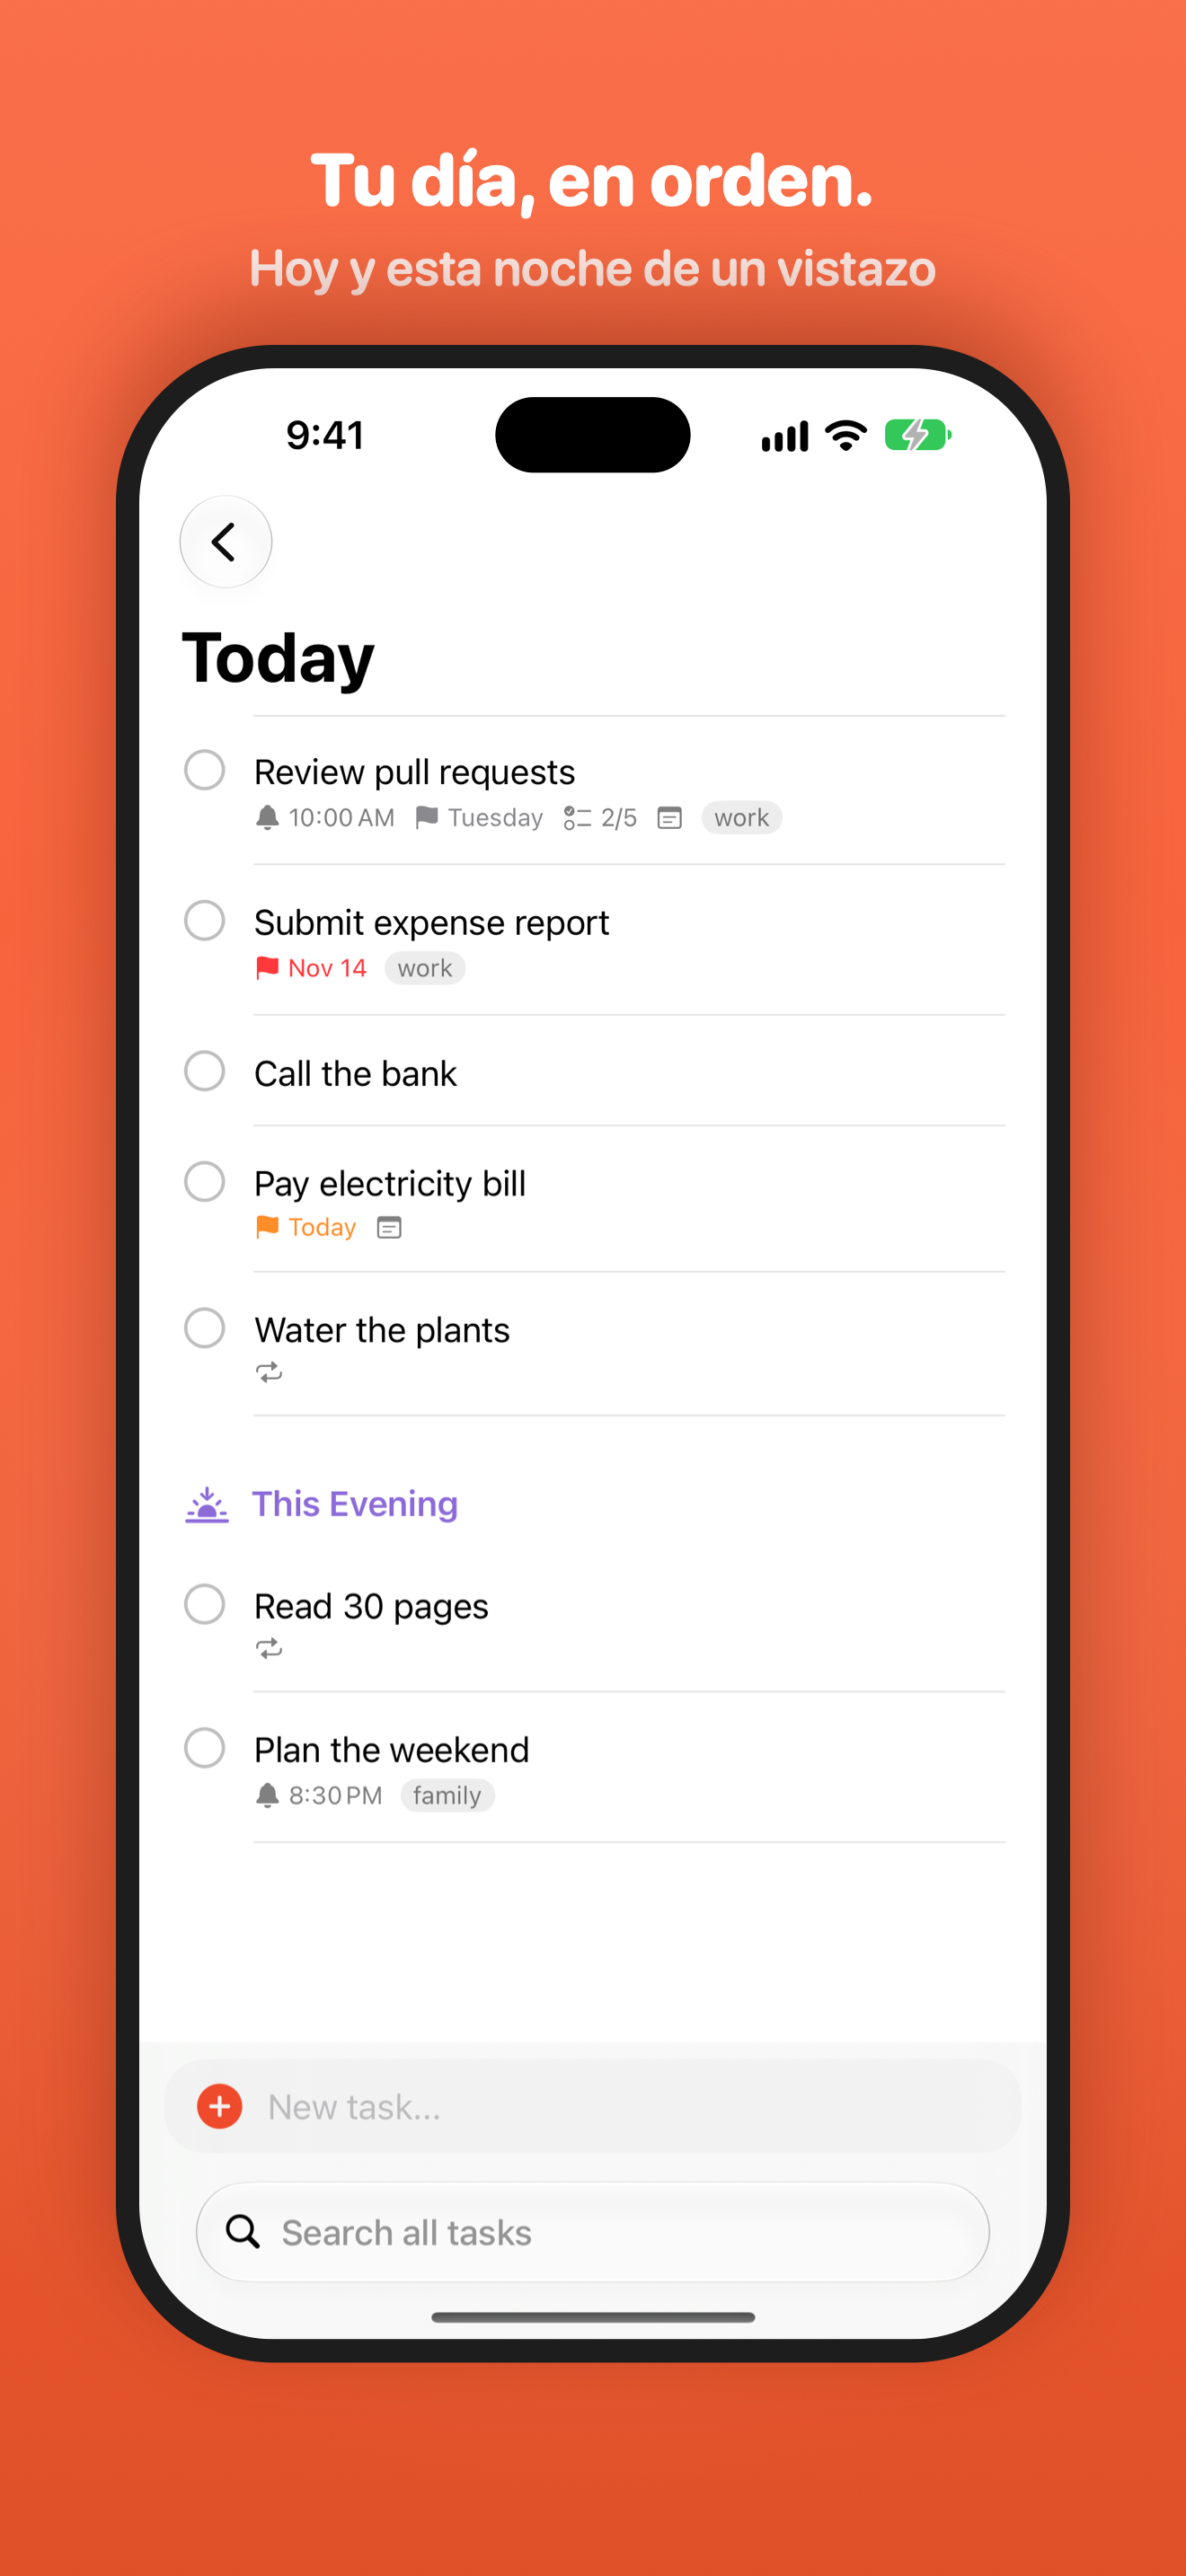 Tu día, en orden.
Hoy y esta noche de un vistazo
9:41
Today
Review pull requests
10:00 AM Tuesday 2/5 work
Submit expense report
Nov 14 work
Call the bank
Pay electricity bill
Today
Water the plants
This Evening
Read 30 pages
Plan the weekend
8:30 PM family
New task...
Search all tasks